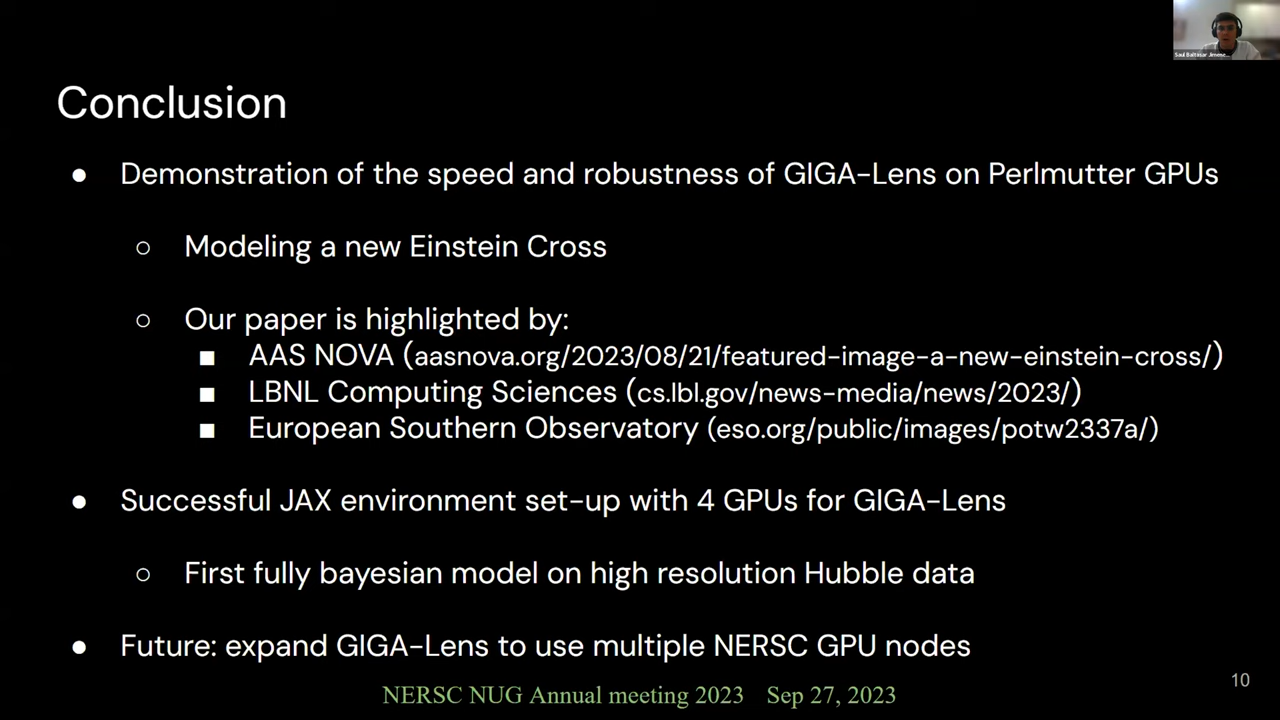 Saul Baltasar Jimene...
Conclusion
● Demonstration of the speed and robustness of GIGA-Lens on Perlmutter GPUs
○ Modeling a new Einstein Cross
○ Our paper is highlighted by:
■ AAS NOVA (aasnova.org/2023/08/21/featured-image-a-new-einstein-cross/)
■ LBNL Computing Sciences (cs.lbl.gov/news-media/news/2023/)
■ European Southern Observatory (eso.org/public/images/potw2337a/)
● Successful JAX environment set-up with 4 GPUs for GIGA-Lens
○ First fully bayesian model on high resolution Hubble data
● Future: expand GIGA-Lens to use multiple NERSC GPU nodes
10
NERSC NUG Annual meeting 2023 Sep 27, 2023